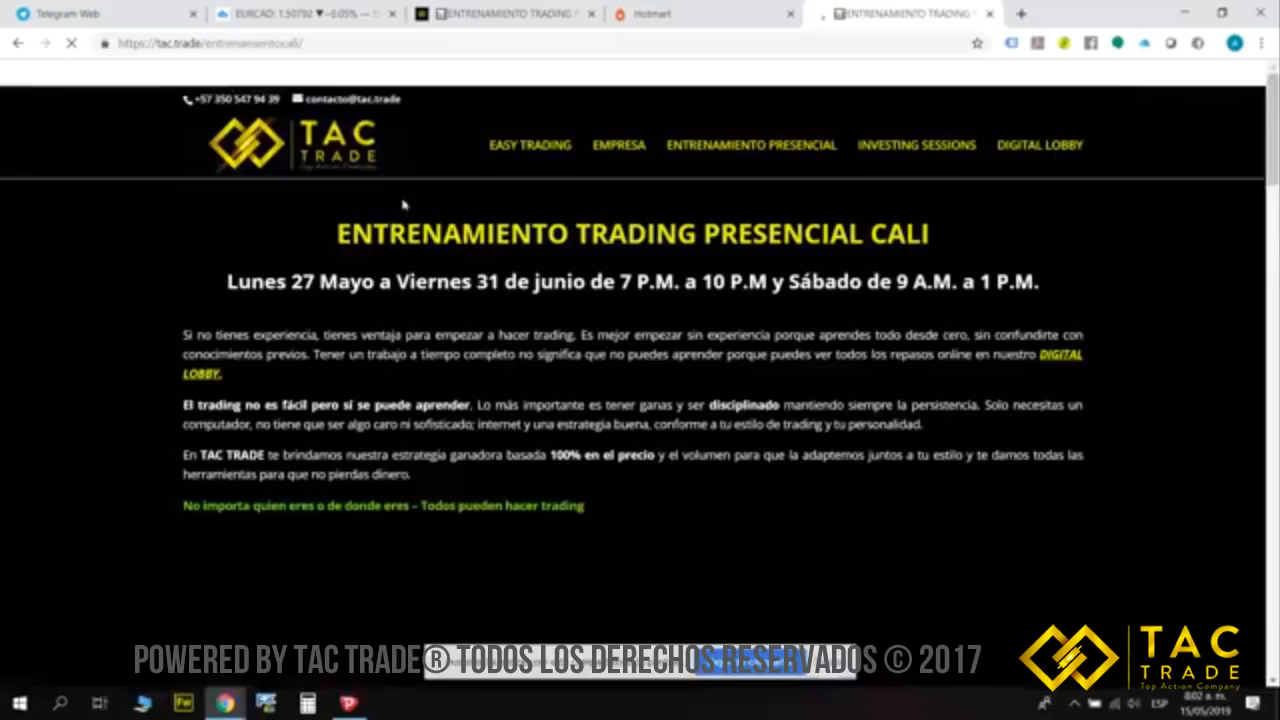 Telegram Web
EURCAD: 1.50792 ▼−0.05%
ENTRENAMIENTO TRADING
Hotmart
ENTRENAMIENTO TRADING
https://tac.trade/entrenamientocali/
+57 350 547 94 39 contacto@tac.trade
TAC
TRADE
Top Action Company
EASY TRADING EMPRESA ENTRENAMIENTO PRESENCIAL INVESTING SESSIONS DIGITAL LOBBY
ENTRENAMIENTO TRADING PRESENCIAL CALI
Lunes 27 Mayo a Viernes 31 de junio de 7 P.M. a 10 P.M y Sábado de 9 A.M. a 1 P.M.
Si no tienes experiencia, tienes ventaja para empezar a hacer trading. Es mejor empezar sin experiencia porque aprendes todo desde cero, sin confundirte con
conocimientos previos. Tener un trabajo a tiempo completo no significa que no puedes aprender porque puedes ver todos los repasos online en nuestro DIGITAL
LOBBY.
El trading no es fácil pero sí se puede aprender. Lo más importante es tener ganas y ser disciplinado manteniendo siempre la persistencia. Solo necesitas un
computador, no tiene que ser algo caro ni sofisticado; internet y una estrategia buena, conforme a tu estilo de trading y tu personalidad.
En TAC TRADE te brindamos nuestra estrategia ganadora basada 100% en el precio y el volumen para que la adaptemos juntos a tu estilo y te damos todas las
herramientas para que no pierdas dinero.
No importa quien eres o de donde eres – Todos pueden hacer trading
POWERED BY TAC TRADE® TODOS LOS DERECHOS RESERVADOS © 2017
TAC
TRADE
Top Action Company
Fw
ESP
8:02 a. m.
15/05/2019